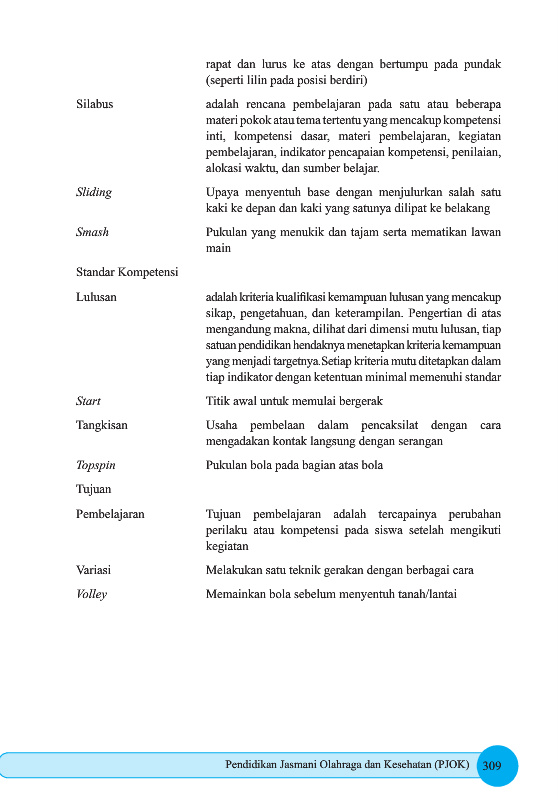 rapat dan lurus ke atas dengan bertumpu pada pundak
(seperti lilin pada posisi berdiri)
Silabus adalah rencana pembelajaran pada satu atau beberapa
materi pokok atau tema tertentu yang mencakup kompetensi
inti, kompetensi dasar, materi pembelajaran, kegiatan
pembelajaran, indikator pencapaian kompetensi, penilaian,
alokasi waktu, dan sumber belajar.
Sliding Upaya menyentuh base dengan menjulurkan salah satu
kaki ke depan dan kaki yang satunya dilipat ke belakang
Smash Pukulan yang menukik dan tajam serta mematikan lawan
main
Standar Kompetensi
Lulusan adalah kriteria kualifikasi kemampuan lulusan yang mencakup
sikap, pengetahuan, dan keterampilan. Pengertian di atas
mengandung makna, dilihat dari dimensi mutu lulusan, tiap
satuan pendidikan hendaknya menetapkan kriteria kemampuan
yang menjadi targetnya.Setiap kriteria mutu ditetapkan dalam
tiap indikator dengan ketentuan minimal memenuhi standar
Start Titik awal untuk memulai bergerak
Tangkisan Usaha pembelaan dalam pencaksilat dengan cara
mengadakan kontak langsung dengan serangan
Topspin Pukulan bola pada bagian atas bola
Tujuan
Pembelajaran Tujuan pembelajaran adalah tercapainya perubahan
perilaku atau kompetensi pada siswa setelah mengikuti
kegiatan
Variasi Melakukan satu teknik gerakan dengan berbagai cara
Volley Memainkan bola sebelum menyentuh tanah/lantai
Pendidikan Jasmani Olahraga dan Kesehatan (PJOK) 309